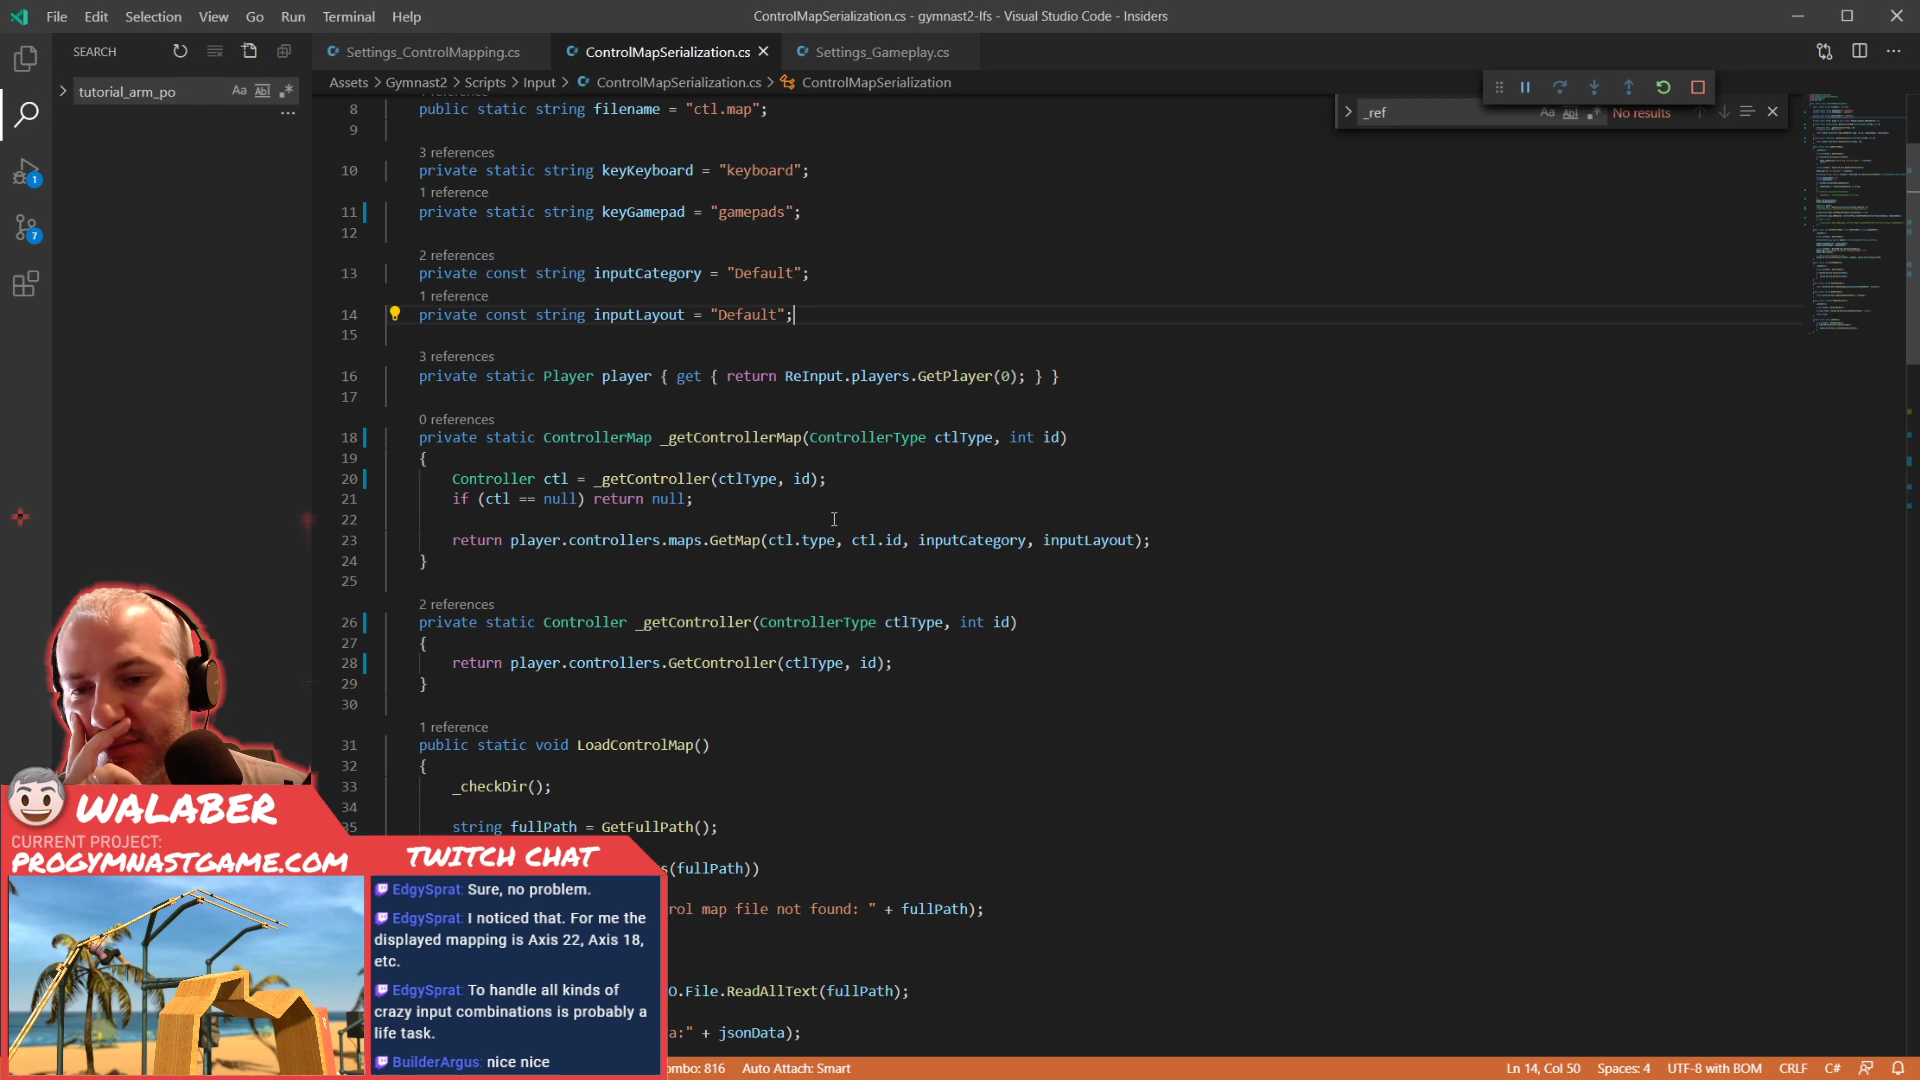 File Edit Selection View Go Run Terminal Help
ControlMapSerialization.cs - gymnast2-lfs - Visual Studio Code - Insiders
SEARCH
Settings_ControlMapping.cs
ControlMapSerialization.cs
Settings_Gameplay.cs
tutorial_arm_po
Assets > Gymnast2 > Scripts > Input > ControlMapSerialization.cs > ControlMapSerialization
_ref
No results
8 public static string filename = "ctl.map";
9
3 references
10 private static string keyKeyboard = "keyboard";
1 reference
11 private static string keyGamepad = "gamepads";
12
2 references
13 private const string inputCategory = "Default";
1 reference
14 private const string inputLayout = "Default";
15
3 references
16 private static Player player { get { return ReInput.players.GetPlayer(0); } }
17
0 references
18 private static ControllerMap _getControllerMap(ControllerType ctlType, int id)
19 {
20 Controller ctl = _getController(ctlType, id);
21 if (ctl == null) return null;
22
23 return player.controllers.maps.GetMap(ctl.type, ctl.id, inputCategory, inputLayout);
24 }
25
2 references
26 private static Controller _getController(ControllerType ctlType, int id)
27 {
28 return player.controllers.GetController(ctlType, id);
29 }
30
1 reference
31 public static void LoadControlMap()
32 {
33 _checkDir();
34
35 string fullPath = GetFullPath();
s(fullPath))
rol map file not found: " + fullPath);
O.File.ReadAllText(fullPath);
a:" + jsonData);
1
7
WALABER
CURRENT PROJECT:
PROGYMNASTGAME.COM
TWITCH CHAT
EdgySprat: Sure, no problem.
EdgySprat: I noticed that. For me the
displayed mapping is Axis 22, Axis 18,
etc.
EdgySprat: To handle all kinds of
crazy input combinations is probably a
life task.
BuilderArgus: nice nice
ombo: 816 Auto Attach: Smart
Ln 14, Col 50 Spaces: 4 UTF-8 with BOM CRLF C#